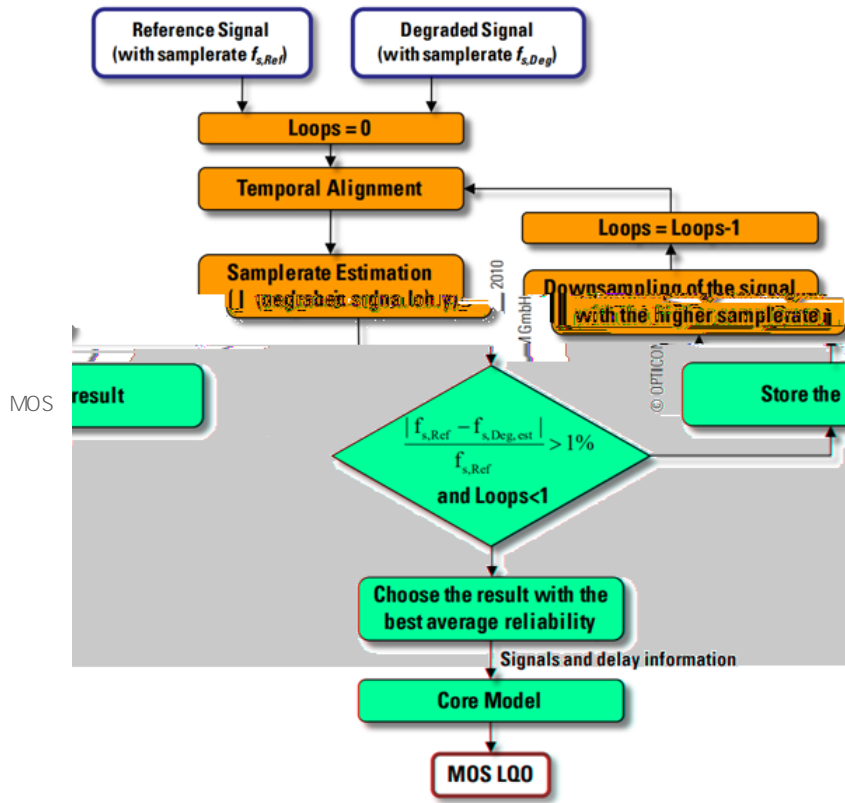 Reference Signal
(with samplerate f_s,Ref)
Degraded Signal
(with samplerate f_s,Deg)
Loops = 0
Temporal Alignment
Loops = Loops-1
Samplerate Estimation
2010
Downsampling of the signal
with the higher samplerate
GmbH
© OPTICOM
MOS
result
Store the
| f_s,Ref − f_s,Deg,est | / f_s,Ref > 1%
and Loops<1
Choose the result with the
best average reliability
Signals and delay information
Core Model
MOS LQO